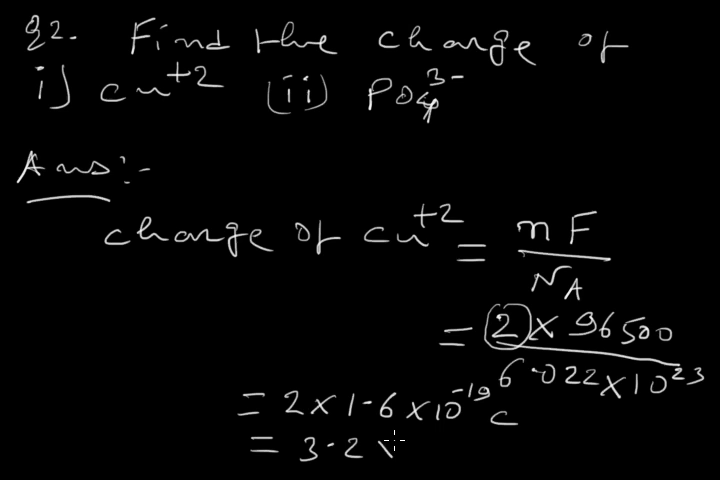 Q2. Find the charge of
i) cu+2 (ii) PO4 3-
Ans:-
charge of cu+2 = nF / NA
= 2 × 96500 / 6.022×10^23
= 2×1.6×10^-19 c
= 3.2